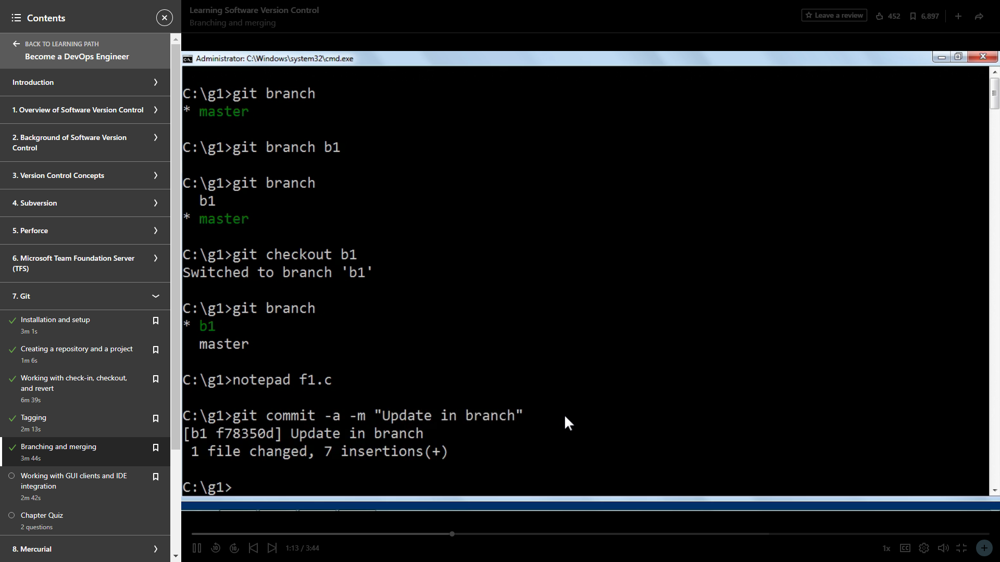 Contents
BACK TO LEARNING PATH
Become a DevOps Engineer
Introduction
1. Overview of Software Version Control
2. Background of Software Version
Control
3. Version Control Concepts
4. Subversion
5. Perforce
6. Microsoft Team Foundation Server
(TFS)
7. Git
Installation and setup
3m 1s
Creating a repository and a project
1m 6s
Working with check-in, checkout,
and revert
6m 39s
Tagging
2m 13s
Branching and merging
3m 44s
Working with GUI clients and IDE
integration
2m 42s
Chapter Quiz
2 questions
8. Mercurial
Learning Software Version Control
Branching and merging
Leave a review
452
6,897
Administrator: C:\Windows\system32\cmd.exe
C:\g1>git branch
* master
C:\g1>git branch b1
C:\g1>git branch
b1
* master
C:\g1>git checkout b1
Switched to branch 'b1'
C:\g1>git branch
* b1
master
C:\g1>notepad f1.c
C:\g1>git commit -a -m "Update in branch"
[b1 f78350d] Update in branch
1 file changed, 7 insertions(+)
C:\g1>
10
10
1:13 / 3:44
1x
CC